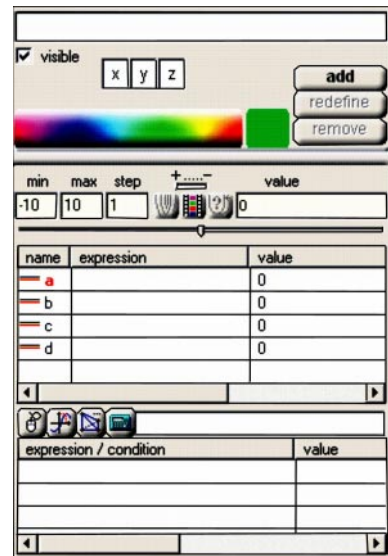 visible
x y z
add
redefine
remove
min max step + ..... - value
-10 10 1 0
name expression value
a 0
b 0
c 0
d 0
expression / condition value